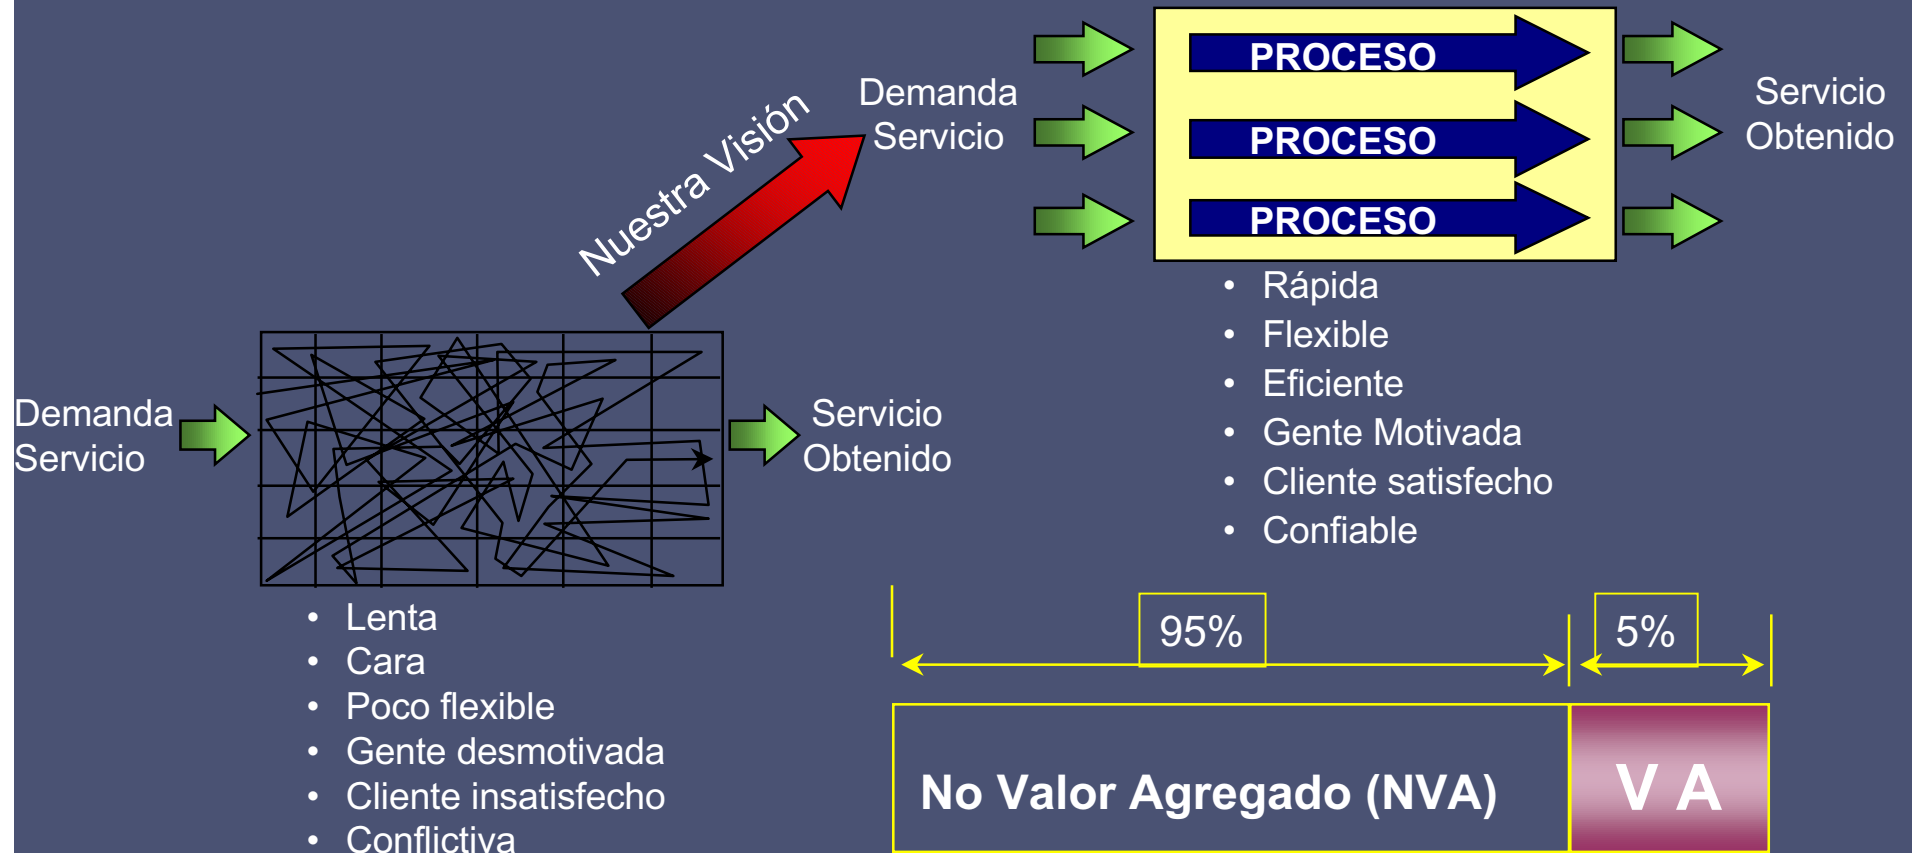 PROCESO
PROCESO
PROCESO
Demanda
Servicio
Servicio
Obtenido
Nuestra Visión
• Rápida
• Flexible
• Eficiente
• Gente Motivada
• Cliente satisfecho
• Confiable
Demanda
Servicio
Servicio
Obtenido
• Lenta
• Cara
• Poco flexible
• Gente desmotivada
• Cliente insatisfecho
• Conflictiva
95%
5%
No Valor Agregado (NVA)
V A